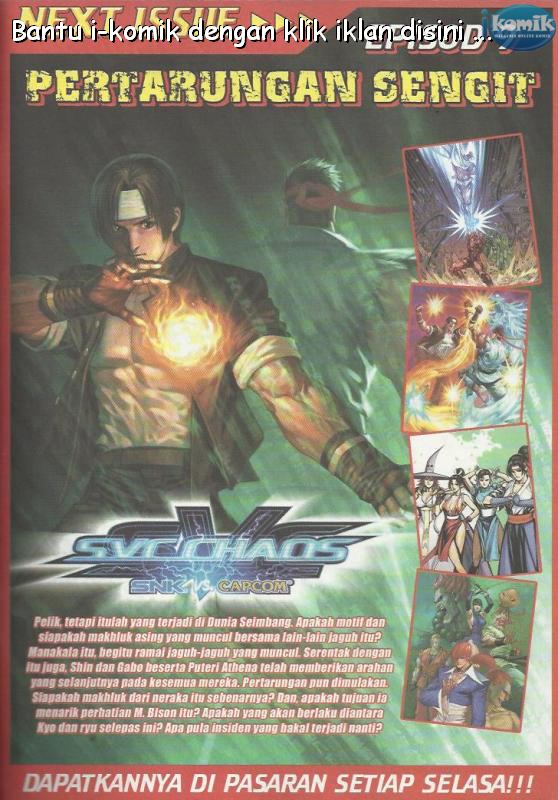 NEXT ISSUE
Bantu i-komik dengan klik iklan disini ...
EPISOD
i
komik
MALAYSIA ONLINE KOMIK
PERTARUNGAN SENGIT
SVC CHAOS
SNK VS. CAPCOM
Pelik, tetapi itulah yang terjadi di Dunia Seimbang. Apakah motif dan
siapakah makhluk asing yang muncul bersama lain-lain jaguh itu?
Manakala itu, begitu ramai jaguh-jaguh yang muncul. Serontak dengan
itu juga, Shin dan Gabo beserta Puteri Athena telah memberikan arahan
yang selanjutnya pada kesemua mereka. Pertarungan pun dimulakan.
Siapakah makhluk dari neraka itu sebenarnya? Dan, apakah tujuan ia
menarik perhatian M. Bison itu? Apakah yang akan berlaku diantara
Kyo dan ryu selepas ini? Apa pula insiden yang bakal terjadi nanti?
DAPATKANNYA DI PASARAN SETIAP SELASA!!!